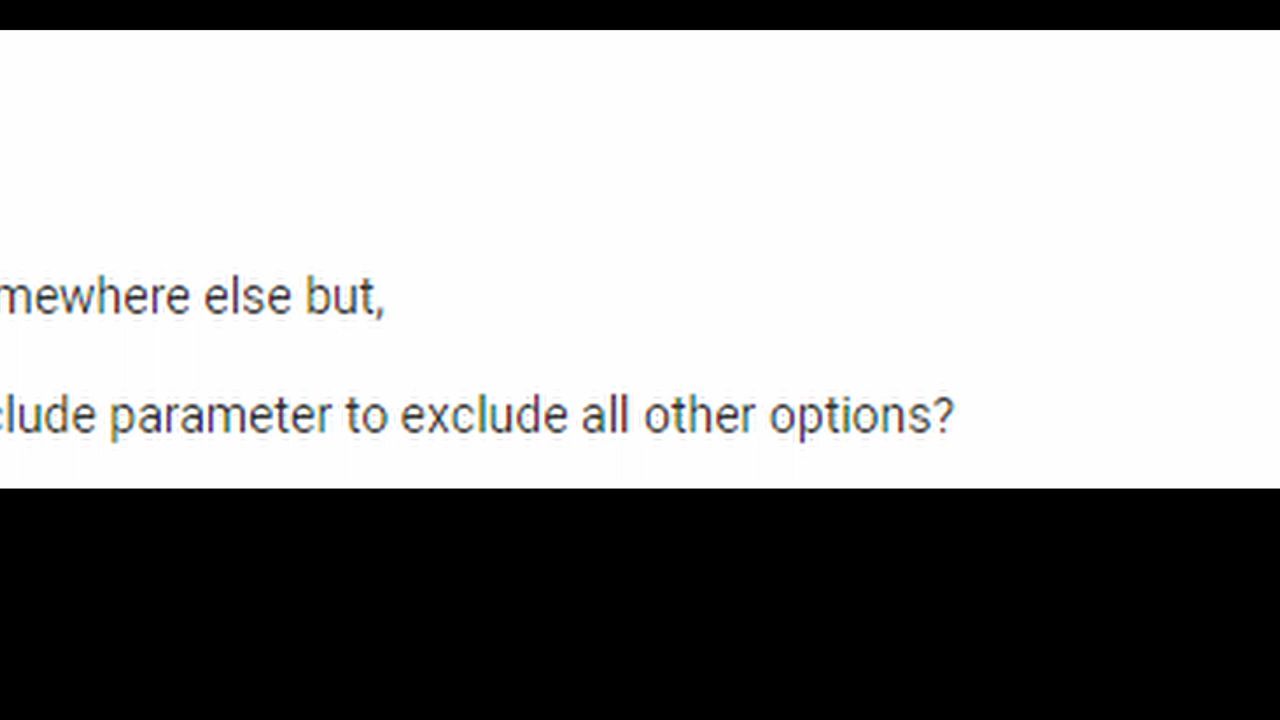 mewhere else but,
clude parameter to exclude all other options?